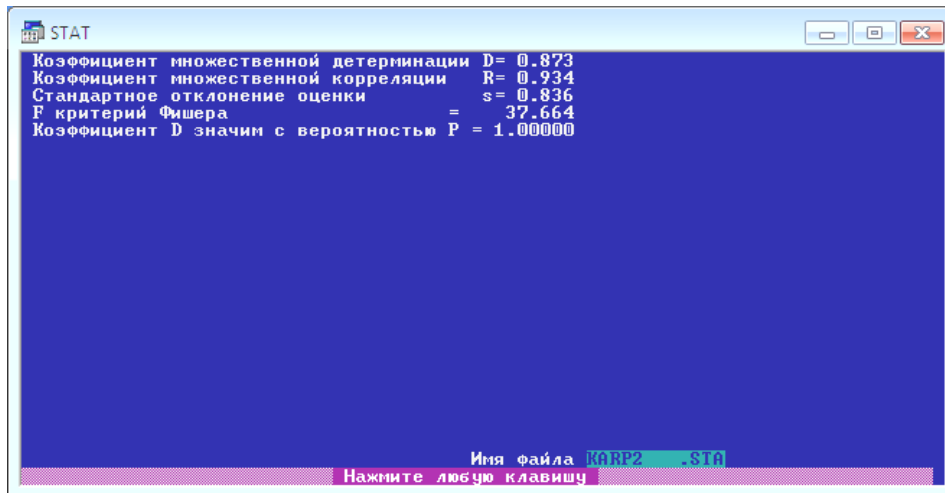 STAT
Коэффициент множественной детерминации D= 0.873
Коэффициент множественной корреляции R= 0.934
Стандартное отклонение оценки s= 0.836
F критерий Фишера = 37.664
Коэффициент D значим с вероятностью P = 1.00000
Имя файла KARP2 .STA
Нажмите любую клавишу